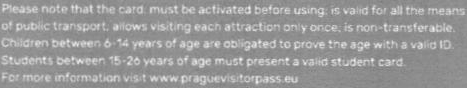 Please note that the card: must be activated before using; is valid for all the means
of public transport, allows visiting each attraction only once; is non-transferable.
Children between 6-14 years of age are obligated to prove the age with a valid ID.
Students between 15-26 years of age must present a valid student card.
For more information visit www.praguevisitorpass.eu